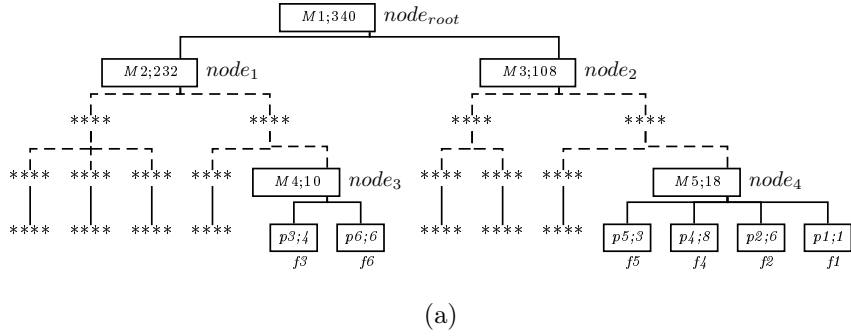 M1;340 node_root
M2;232 node_1 M3;108 node_2
**** **** **** ****
**** **** **** **** M4;10 node_3 **** **** **** M5;18 node_4
**** **** **** **** p3;4 p6;6 **** **** **** p5;3 p4;8 p2;6 p1;1
f3 f6 f5 f4 f2 f1
(a)